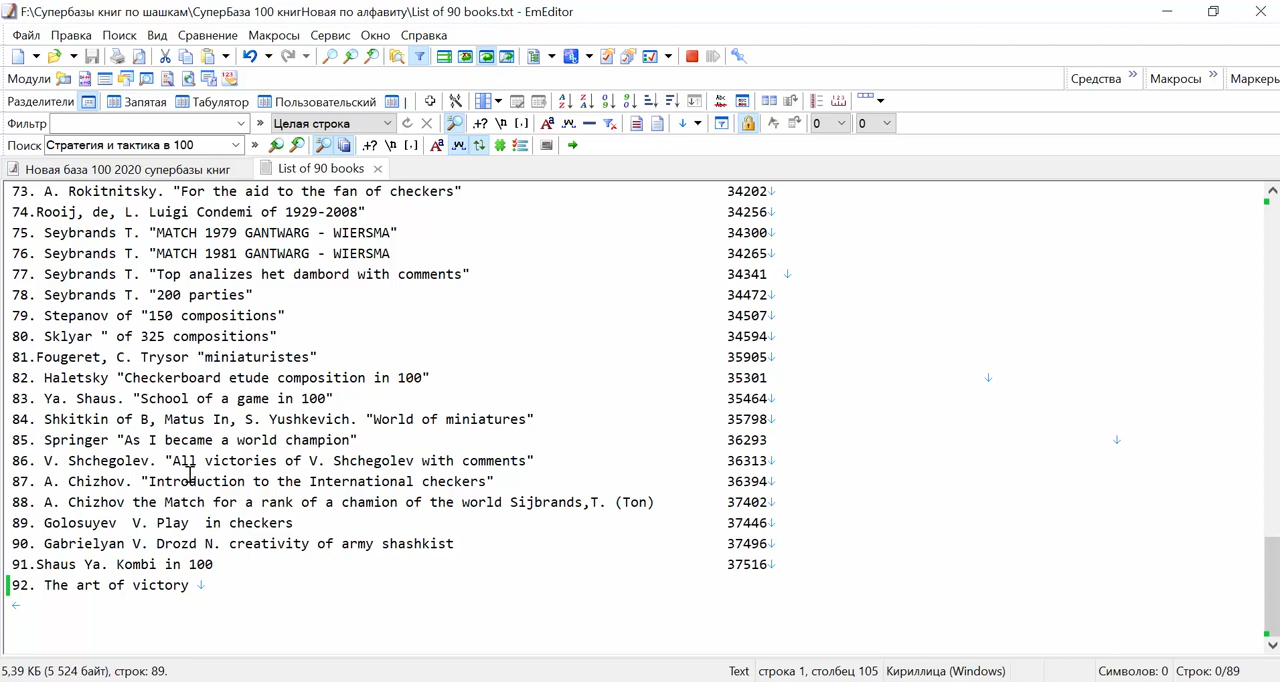 F:\Супербазы книг по шашкам\СуперБаза 100 книгНовая по алфавиту\List of 90 books.txt - EmEditor
Файл Правка Поиск Вид Сравнение Макросы Сервис Окно Справка
Модули Средства » Макросы » Маркеры
Разделители Запятая Табулятор Пользовательский
Фильтр » Целая строка 0 0
Поиск Стратегия и тактика в 100 »
Новая база 100 2020 супербазы книг List of 90 books
73. A. Rokitnitsky. "For the aid to the fan of checkers" 34202↓
74.Rooij, de, L. Luigi Condemi of 1929-2008" 34256↓
75. Seybrands T. "MATCH 1979 GANTWARG - WIERSMA" 34300↓
76. Seybrands T. "MATCH 1981 GANTWARG - WIERSMA 34265↓
77. Seybrands T. "Top analizes het dambord with comments" 34341 ↓
78. Seybrands T. "200 parties" 34472↓
79. Stepanov of "150 compositions" 34507↓
80. Sklyar " of 325 compositions" 34594↓
81.Fougeret, C. Trysor "miniaturistes" 35905↓
82. Haletsky "Checkerboard etude composition in 100" 35301 ↓
83. Ya. Shaus. "School of a game in 100" 35464↓
84. Shkitkin of B, Matus In, S. Yushkevich. "World of miniatures" 35798↓
85. Springer "As I became a world champion" 36293 ↓
86. V. Shchegolev. "All victories of V. Shchegolev with comments" 36313↓
87. A. Chizhov. "Introduction to the International checkers" 36394↓
88. A. Chizhov the Match for a rank of a chamion of the world Sijbrands,T. (Ton) 37402↓
89. Golosuyev  V. Play  in checkers 37446↓
90. Gabrielyan V. Drozd N. creativity of army shashkist 37496↓
91.Shaus Ya. Kombi in 100 37516↓
92. The art of victory ↓
←
5,39 КБ (5 524 байт), строк: 89. Text строка 1, столбец 105 Кириллица (Windows) Символов: 0 Строк: 0/89